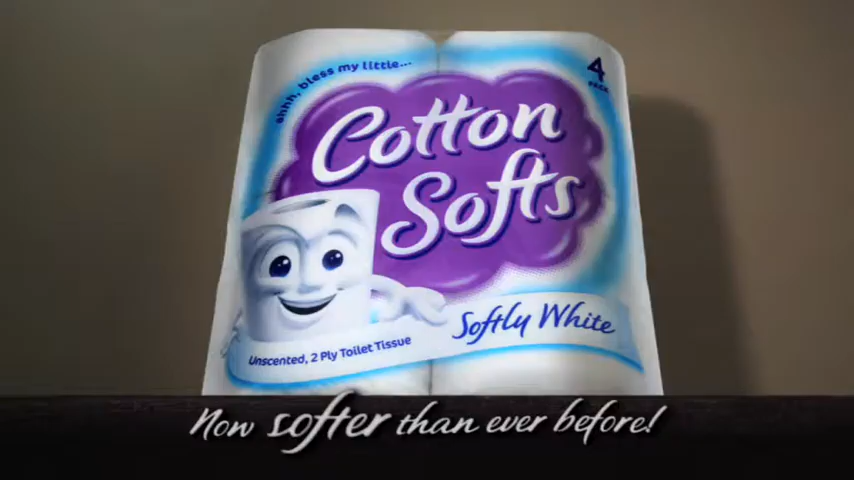 ahhh, bless my little...
4
PACK
Cotton
Softs
Softly White
Unscented, 2 Ply Toilet Tissue
Now softer than ever before!